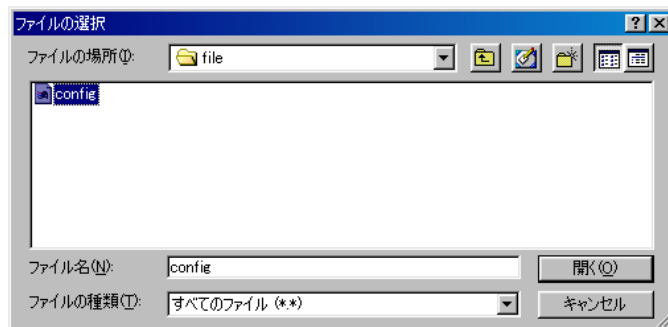 ファイルの選択
ファイルの場所(I):
file
config
ファイル名(N):
config
開く(O)
ファイルの種類(T):
すべてのファイル (*.*)
キャンセル